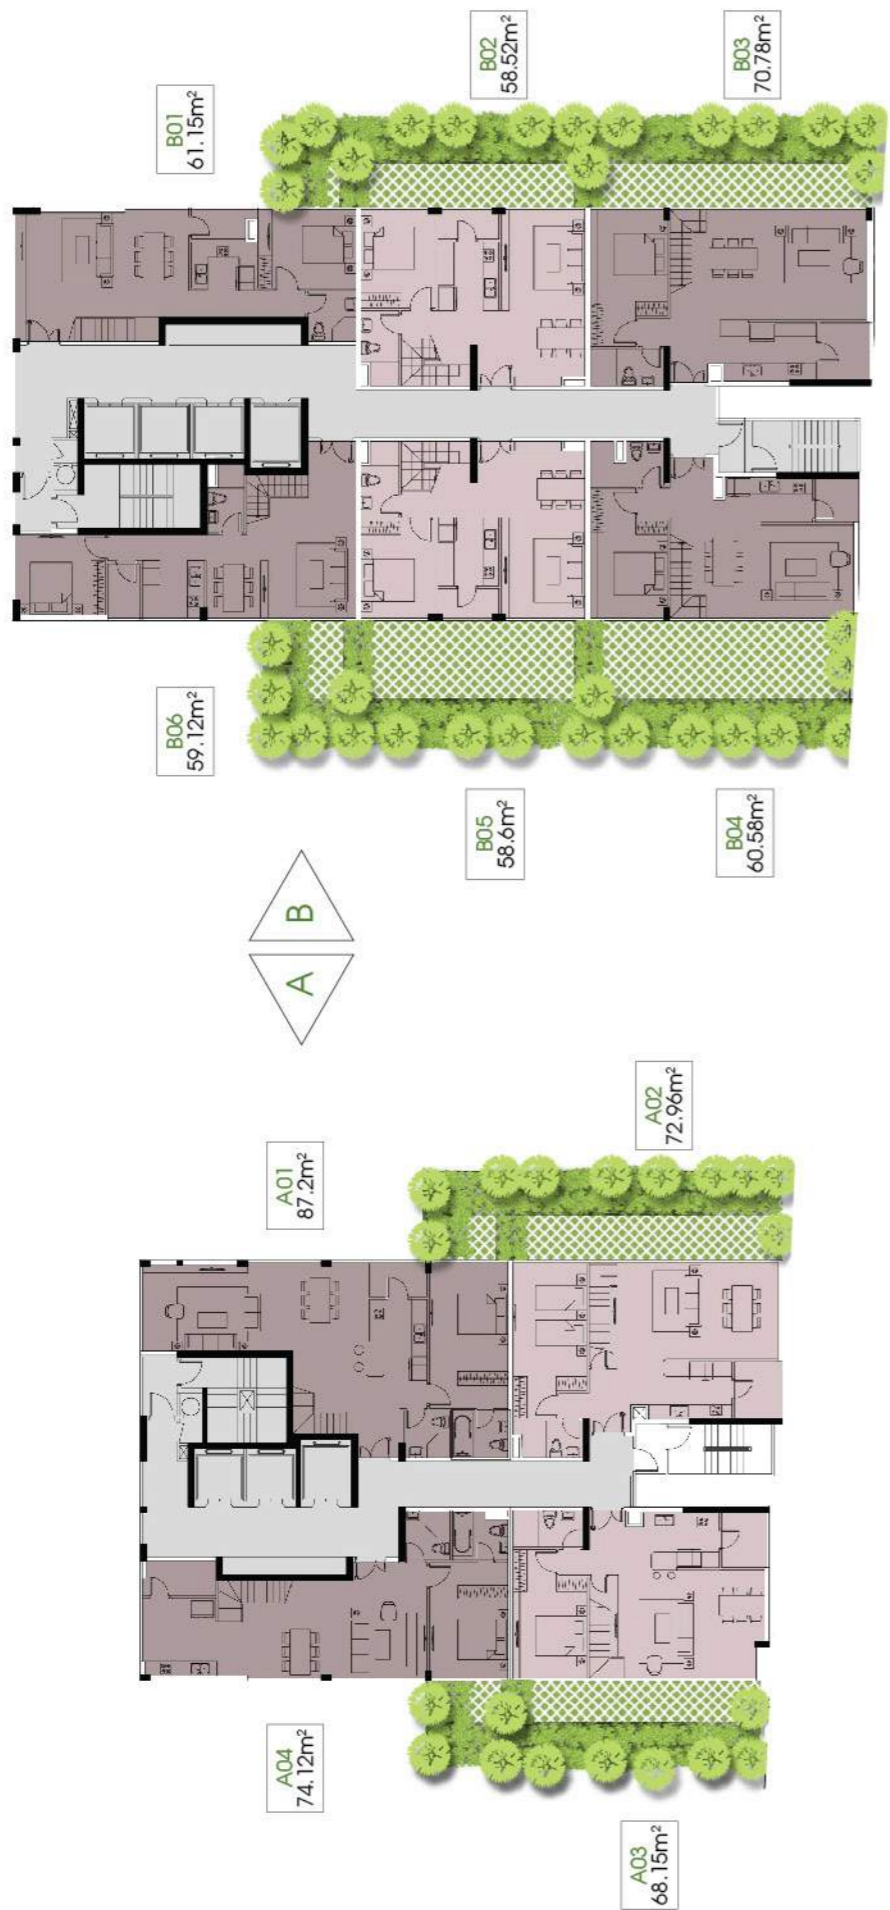 B01
61.15m²
B02
58.52m²
B03
70.78m²
B06
59.12m²
B05
58.6m²
B04
60.58m²
B
A
A01
87.2m²
A02
72.96m²
A04
74.12m²
A03
68.15m²